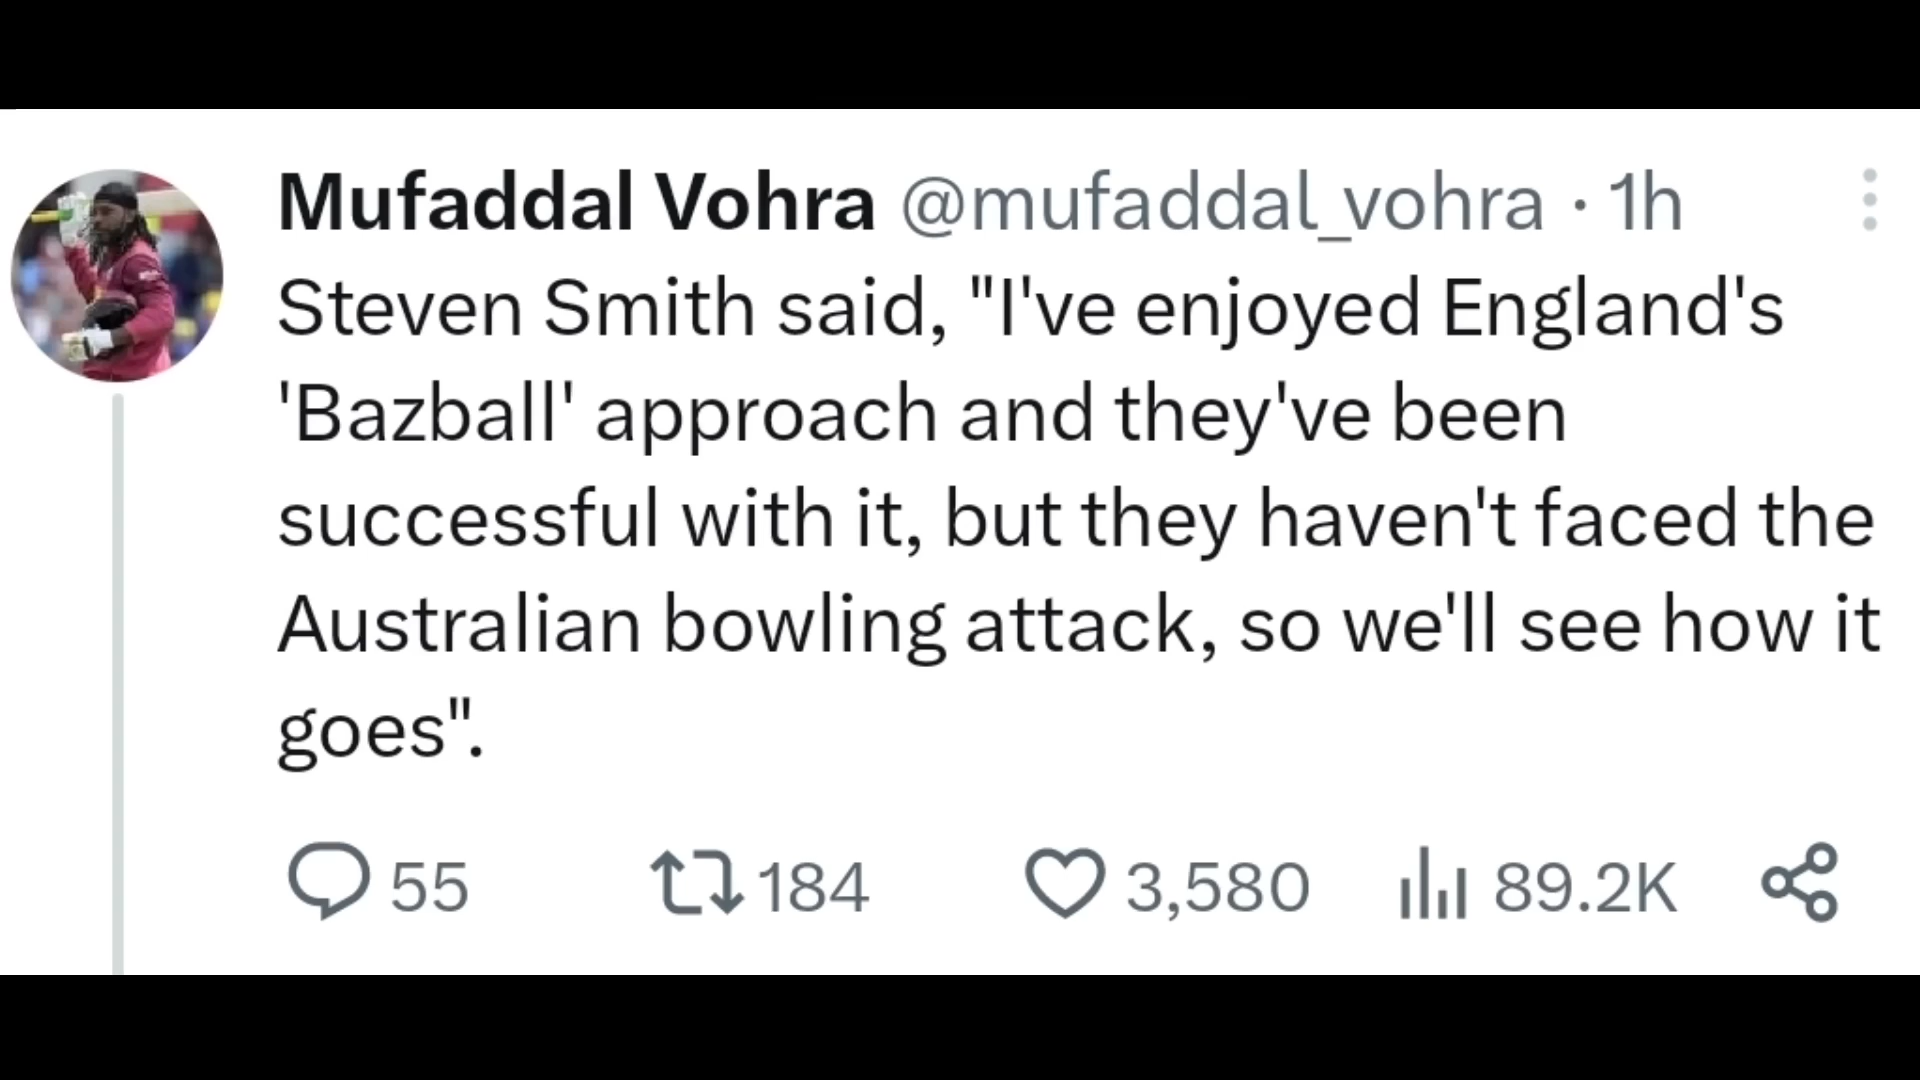 Mufaddal Vohra @mufaddal_vohra · 1h
Steven Smith said, "I've enjoyed England's
'Bazball' approach and they've been
successful with it, but they haven't faced the
Australian bowling attack, so we'll see how it
goes".
55 184 3,580 89.2K